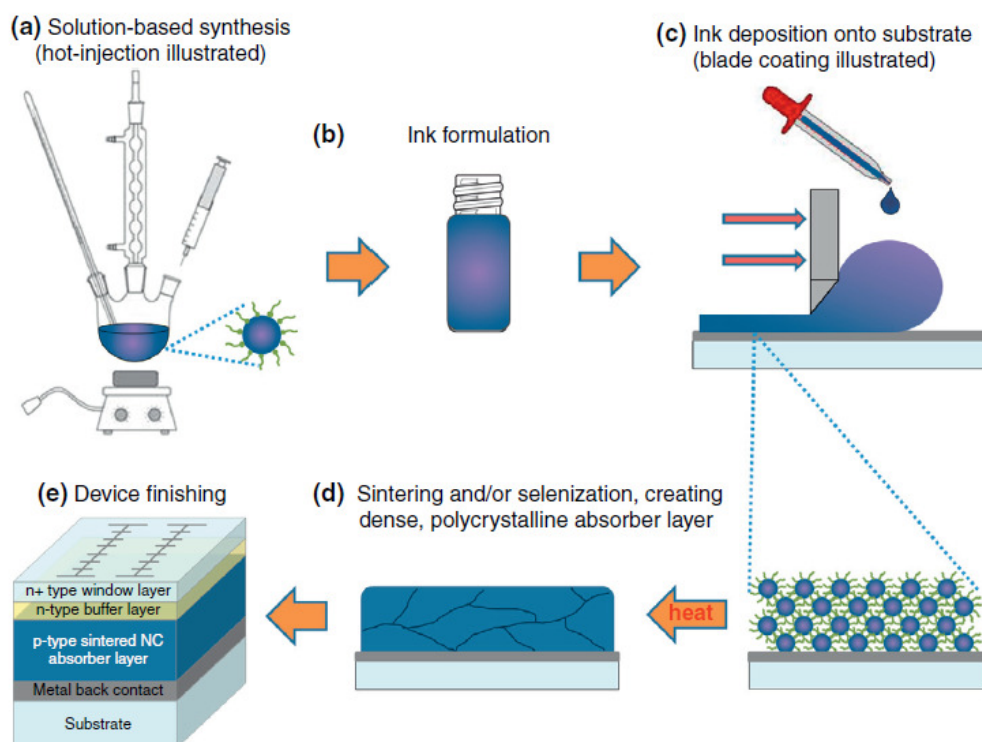 (a) Solution-based synthesis
(hot-injection illustrated)
(b) Ink formulation
(c) Ink deposition onto substrate
(blade coating illustrated)
(d) Sintering and/or selenization, creating
dense, polycrystalline absorber layer
heat
(e) Device finishing
n+ type window layer
n-type buffer layer
p-type sintered NC
absorber layer
Metal back contact
Substrate